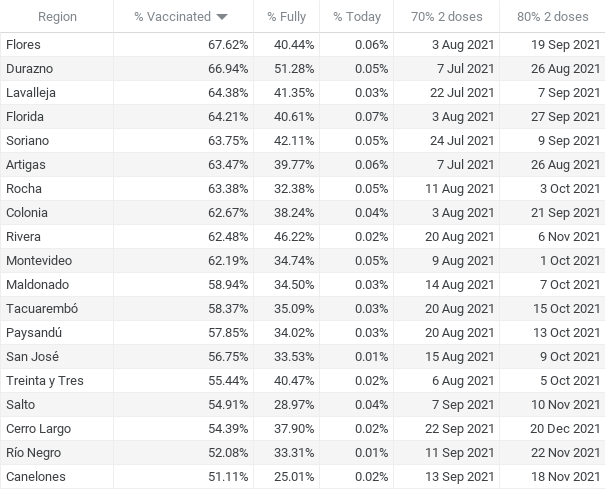 Region % Vaccinated % Fully % Today 70% 2 doses 80% 2 doses
Flores 67.62% 40.44% 0.06% 3 Aug 2021 19 Sep 2021
Durazno 66.94% 51.28% 0.05% 7 Jul 2021 26 Aug 2021
Lavalleja 64.38% 41.35% 0.03% 22 Jul 2021 7 Sep 2021
Florida 64.21% 40.61% 0.07% 3 Aug 2021 27 Sep 2021
Soriano 63.75% 42.11% 0.05% 24 Jul 2021 9 Sep 2021
Artigas 63.47% 39.77% 0.06% 7 Jul 2021 26 Aug 2021
Rocha 63.38% 32.38% 0.05% 11 Aug 2021 3 Oct 2021
Colonia 62.67% 38.24% 0.04% 3 Aug 2021 21 Sep 2021
Rivera 62.48% 46.22% 0.02% 20 Aug 2021 6 Nov 2021
Montevideo 62.19% 34.74% 0.05% 9 Aug 2021 1 Oct 2021
Maldonado 58.94% 34.50% 0.03% 14 Aug 2021 7 Oct 2021
Tacuarembó 58.37% 35.09% 0.03% 20 Aug 2021 15 Oct 2021
Paysandú 57.85% 34.02% 0.03% 20 Aug 2021 13 Oct 2021
San José 56.75% 33.53% 0.01% 15 Aug 2021 9 Oct 2021
Treinta y Tres 55.44% 40.47% 0.02% 6 Aug 2021 5 Oct 2021
Salto 54.91% 28.97% 0.04% 7 Sep 2021 10 Nov 2021
Cerro Largo 54.39% 37.90% 0.02% 22 Sep 2021 20 Dec 2021
Río Negro 52.08% 33.31% 0.01% 11 Sep 2021 22 Nov 2021
Canelones 51.11% 25.01% 0.02% 13 Sep 2021 18 Nov 2021